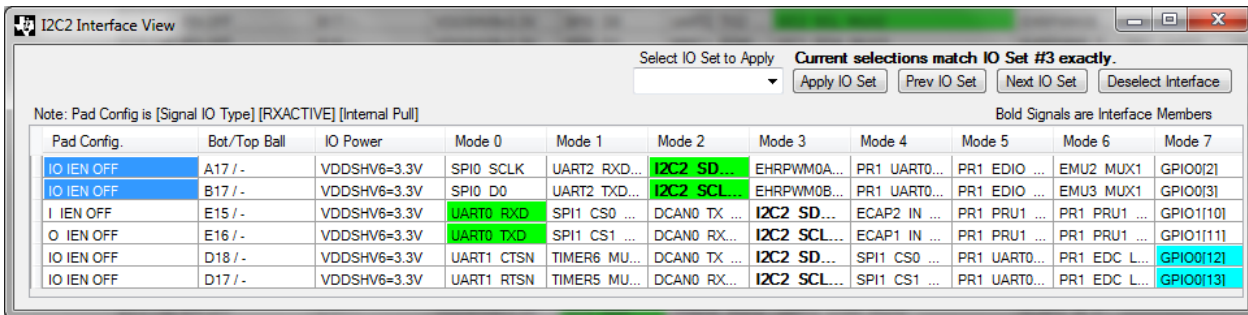 I2C2 Interface View
Select IO Set to Apply Current selections match IO Set #3 exactly.
Apply IO Set Prev IO Set Next IO Set Deselect Interface
Note: Pad Config is [Signal IO Type] [RXACTIVE] [Internal Pull] Bold Signals are Interface Members
Pad Config. Bot/Top Ball IO Power Mode 0 Mode 1 Mode 2 Mode 3 Mode 4 Mode 5 Mode 6 Mode 7
IO IEN OFF A17 / - VDDSHV6=3.3V SPI0 SCLK UART2 RXD... I2C2 SD... EHRPWM0A... PR1 UART0... PR1 EDIO ... EMU2 MUX1 GPIO0[2]
IO IEN OFF B17 / - VDDSHV6=3.3V SPI0 D0 UART2 TXD... I2C2 SCL... EHRPWM0B... PR1 UART0... PR1 EDIO ... EMU3 MUX1 GPIO0[3]
I IEN OFF E15 / - VDDSHV6=3.3V UART0 RXD SPI1 CS0 ... DCAN0 TX ... I2C2 SD... ECAP2 IN ... PR1 PRU1 ... PR1 PRU1 ... GPIO1[10]
O IEN OFF E16 / - VDDSHV6=3.3V UART0 TXD SPI1 CS1 ... DCAN0 RX... I2C2 SCL... ECAP1 IN ... PR1 PRU1 ... PR1 PRU1 ... GPIO1[11]
IO IEN OFF D18 / - VDDSHV6=3.3V UART1 CTSN TIMER6 MU... DCAN0 TX ... I2C2 SD... SPI1 CS0 ... PR1 UART0... PR1 EDC L... GPIO0[12]
IO IEN OFF D17 / - VDDSHV6=3.3V UART1 RTSN TIMER5 MU... DCAN0 RX... I2C2 SCL... SPI1 CS1 ... PR1 UART0... PR1 EDC L... GPIO0[13]